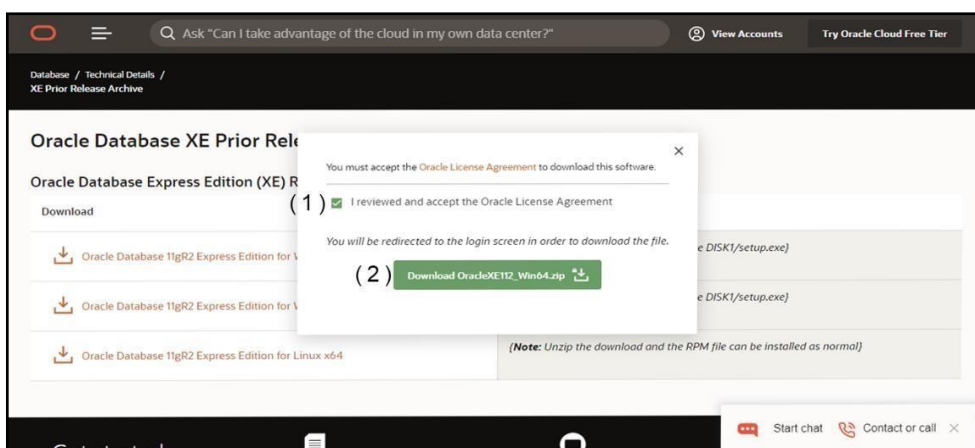 Ask "Can I take advantage of the cloud in my own data center?"
View Accounts
Try Oracle Cloud Free Tier
Database / Technical Details /
XE Prior Release Archive
Oracle Database XE Prior Rele
Oracle Database Express Edition (XE) R
Download
Oracle Database 11gR2 Express Edition for
Oracle Database 11gR2 Express Edition for
Oracle Database 11gR2 Express Edition for Linux x64
You must accept the Oracle License Agreement to download this software.
(1) I reviewed and accept the Oracle License Agreement
You will be redirected to the login screen in order to download the file.
(2) Download OracleXE112_Win64.zip
e DISK1/setup.exe}
e DISK1/setup.exe}
{Note: Unzip the download and the RPM file can be installed as normal}
Start chat
Contact or call